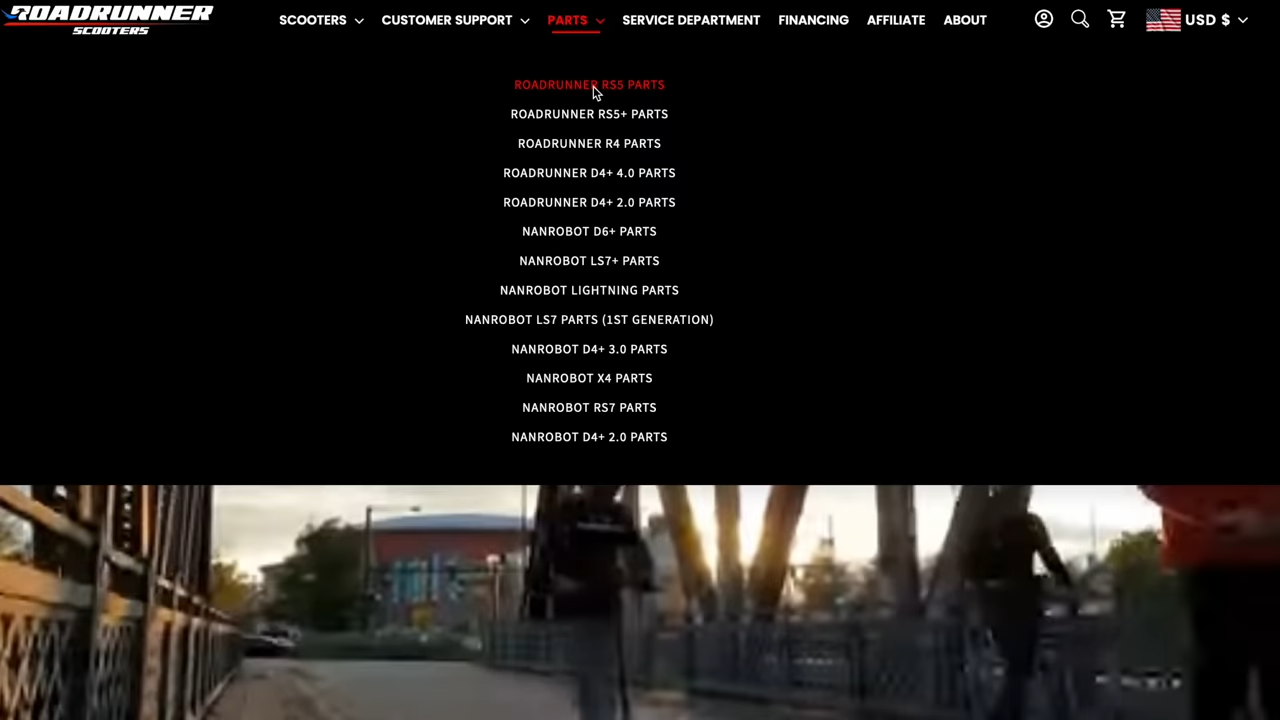 ROADRUNNER
SCOOTERS
SCOOTERS CUSTOMER SUPPORT PARTS SERVICE DEPARTMENT FINANCING AFFILIATE ABOUT USD $
ROADRUNNER RS5 PARTS
ROADRUNNER RS5+ PARTS
ROADRUNNER R4 PARTS
ROADRUNNER D4+ 4.0 PARTS
ROADRUNNER D4+ 2.0 PARTS
NANROBOT D6+ PARTS
NANROBOT LS7+ PARTS
NANROBOT LIGHTNING PARTS
NANROBOT LS7 PARTS (1ST GENERATION)
NANROBOT D4+ 3.0 PARTS
NANROBOT X4 PARTS
NANROBOT RS7 PARTS
NANROBOT D4+ 2.0 PARTS